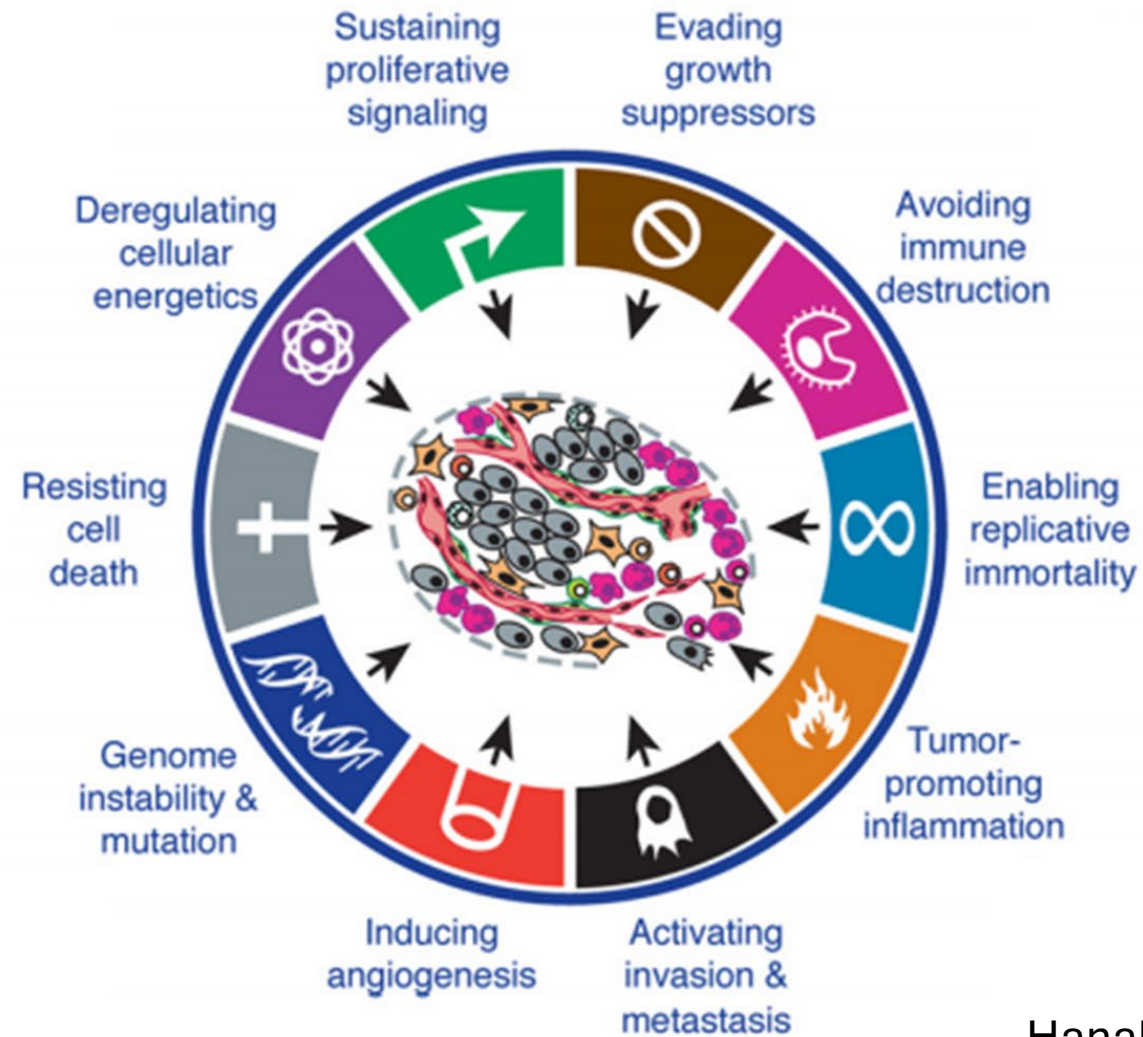 Sustaining
proliferative
signaling
Evading
growth
suppressors
Avoiding
immune
destruction
Enabling
replicative
immortality
Tumor-
promoting
inflammation
Activating
invasion &
metastasis
Inducing
angiogenesis
Genome
instability &
mutation
Resisting
cell
death
Deregulating
cellular
energetics